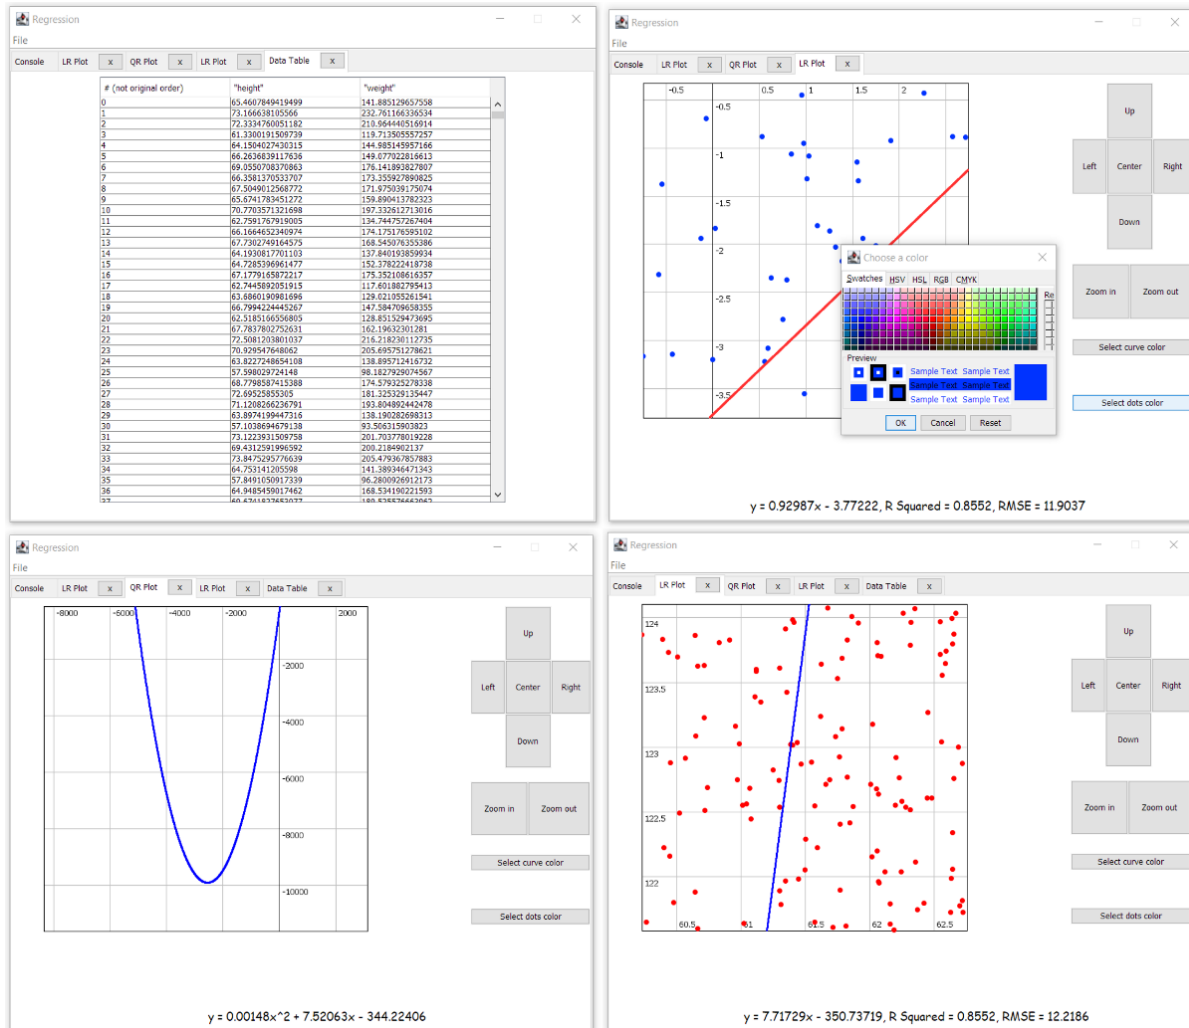 Regression
File
Console LR Plot x QR Plot x LR Plot x Data Table x
# (not original order) "height" "weight"
0 65.4607849419499 141.885129657558
1 73.166638105566 232.761166336534
2 72.3334760051182 210.964440516914
3 61.3300191509739 119.713505557257
4 64.1504027430315 144.985145957166
5 66.2636839117636 149.077022816613
6 69.0550708370863 176.141893827807
7 66.3581370533707 173.355927890825
8 67.5049012568772 171.975039175074
9 65.6741783451272 159.890413782323
10 70.7703571321698 197.332612713016
11 62.7591767919005 134.744757267404
12 66.1664652340974 174.175176595102
13 67.7302749164575 168.545076355386
14 64.1930817701103 137.840193859934
15 64.7285396961477 152.378222418738
16 67.1779165872217 175.352108616357
17 62.7445892051915 117.601882795413
18 63.6860190981696 129.021055261541
19 66.7994224445267 147.584709658355
20 62.5185166556805 128.851529473695
21 67.7837802752631 162.19632301281
22 72.5081203801037 216.218230112735
23 70.929547648062 205.695751278621
24 63.8227248654108 138.895712416732
25 57.598029724148 98.1827929074567
26 68.7798587415388 174.579325278338
27 72.69525855305 181.325329135447
28 71.1208266236791 193.804892442478
29 63.8974199447316 138.190282698313
30 57.1038694679138 93.506315903823
31 73.1223931509758 201.703778019228
32 69.4312591996592 200.2184902137
33 73.8475295776639 205.479367857883
34 64.753141205598 141.389346471343
35 57.8491050917339 96.2800926912173
36 64.9485459017462 168.534190221593
Regression
File
Console LR Plot x QR Plot x LR Plot x
-0.5 0.5 1 1.5 2
-0.5
-1
-1.5
-2
-2.5
-3
-3.5
Up
Left Center Right
Down
Zoom in Zoom out
Select curve color
Select dots color
Choose a color
Swatches HSV HSL RGB CMYK
Re
Preview
Sample Text Sample Text
Sample Text Sample Text
Sample Text Sample Text
OK Cancel Reset
y = 0.92987x - 3.77222, R Squared = 0.8552, RMSE = 11.9037
Regression
File
Console LR Plot x QR Plot x LR Plot x Data Table x
-8000 -6000 -4000 -2000 2000
-2000
-4000
-6000
-8000
-10000
Up
Left Center Right
Down
Zoom in Zoom out
Select curve color
Select dots color
y = 0.00148x^2 + 7.52063x - 344.22406
Regression
File
Console LR Plot x QR Plot x LR Plot x Data Table x
124
123.5
123
122.5
122
60.5 61 61.5 62 62.5
Up
Left Center Right
Down
Zoom in Zoom out
Select curve color
Select dots color
y = 7.71729x - 350.73719, R Squared = 0.8552, RMSE = 12.2186